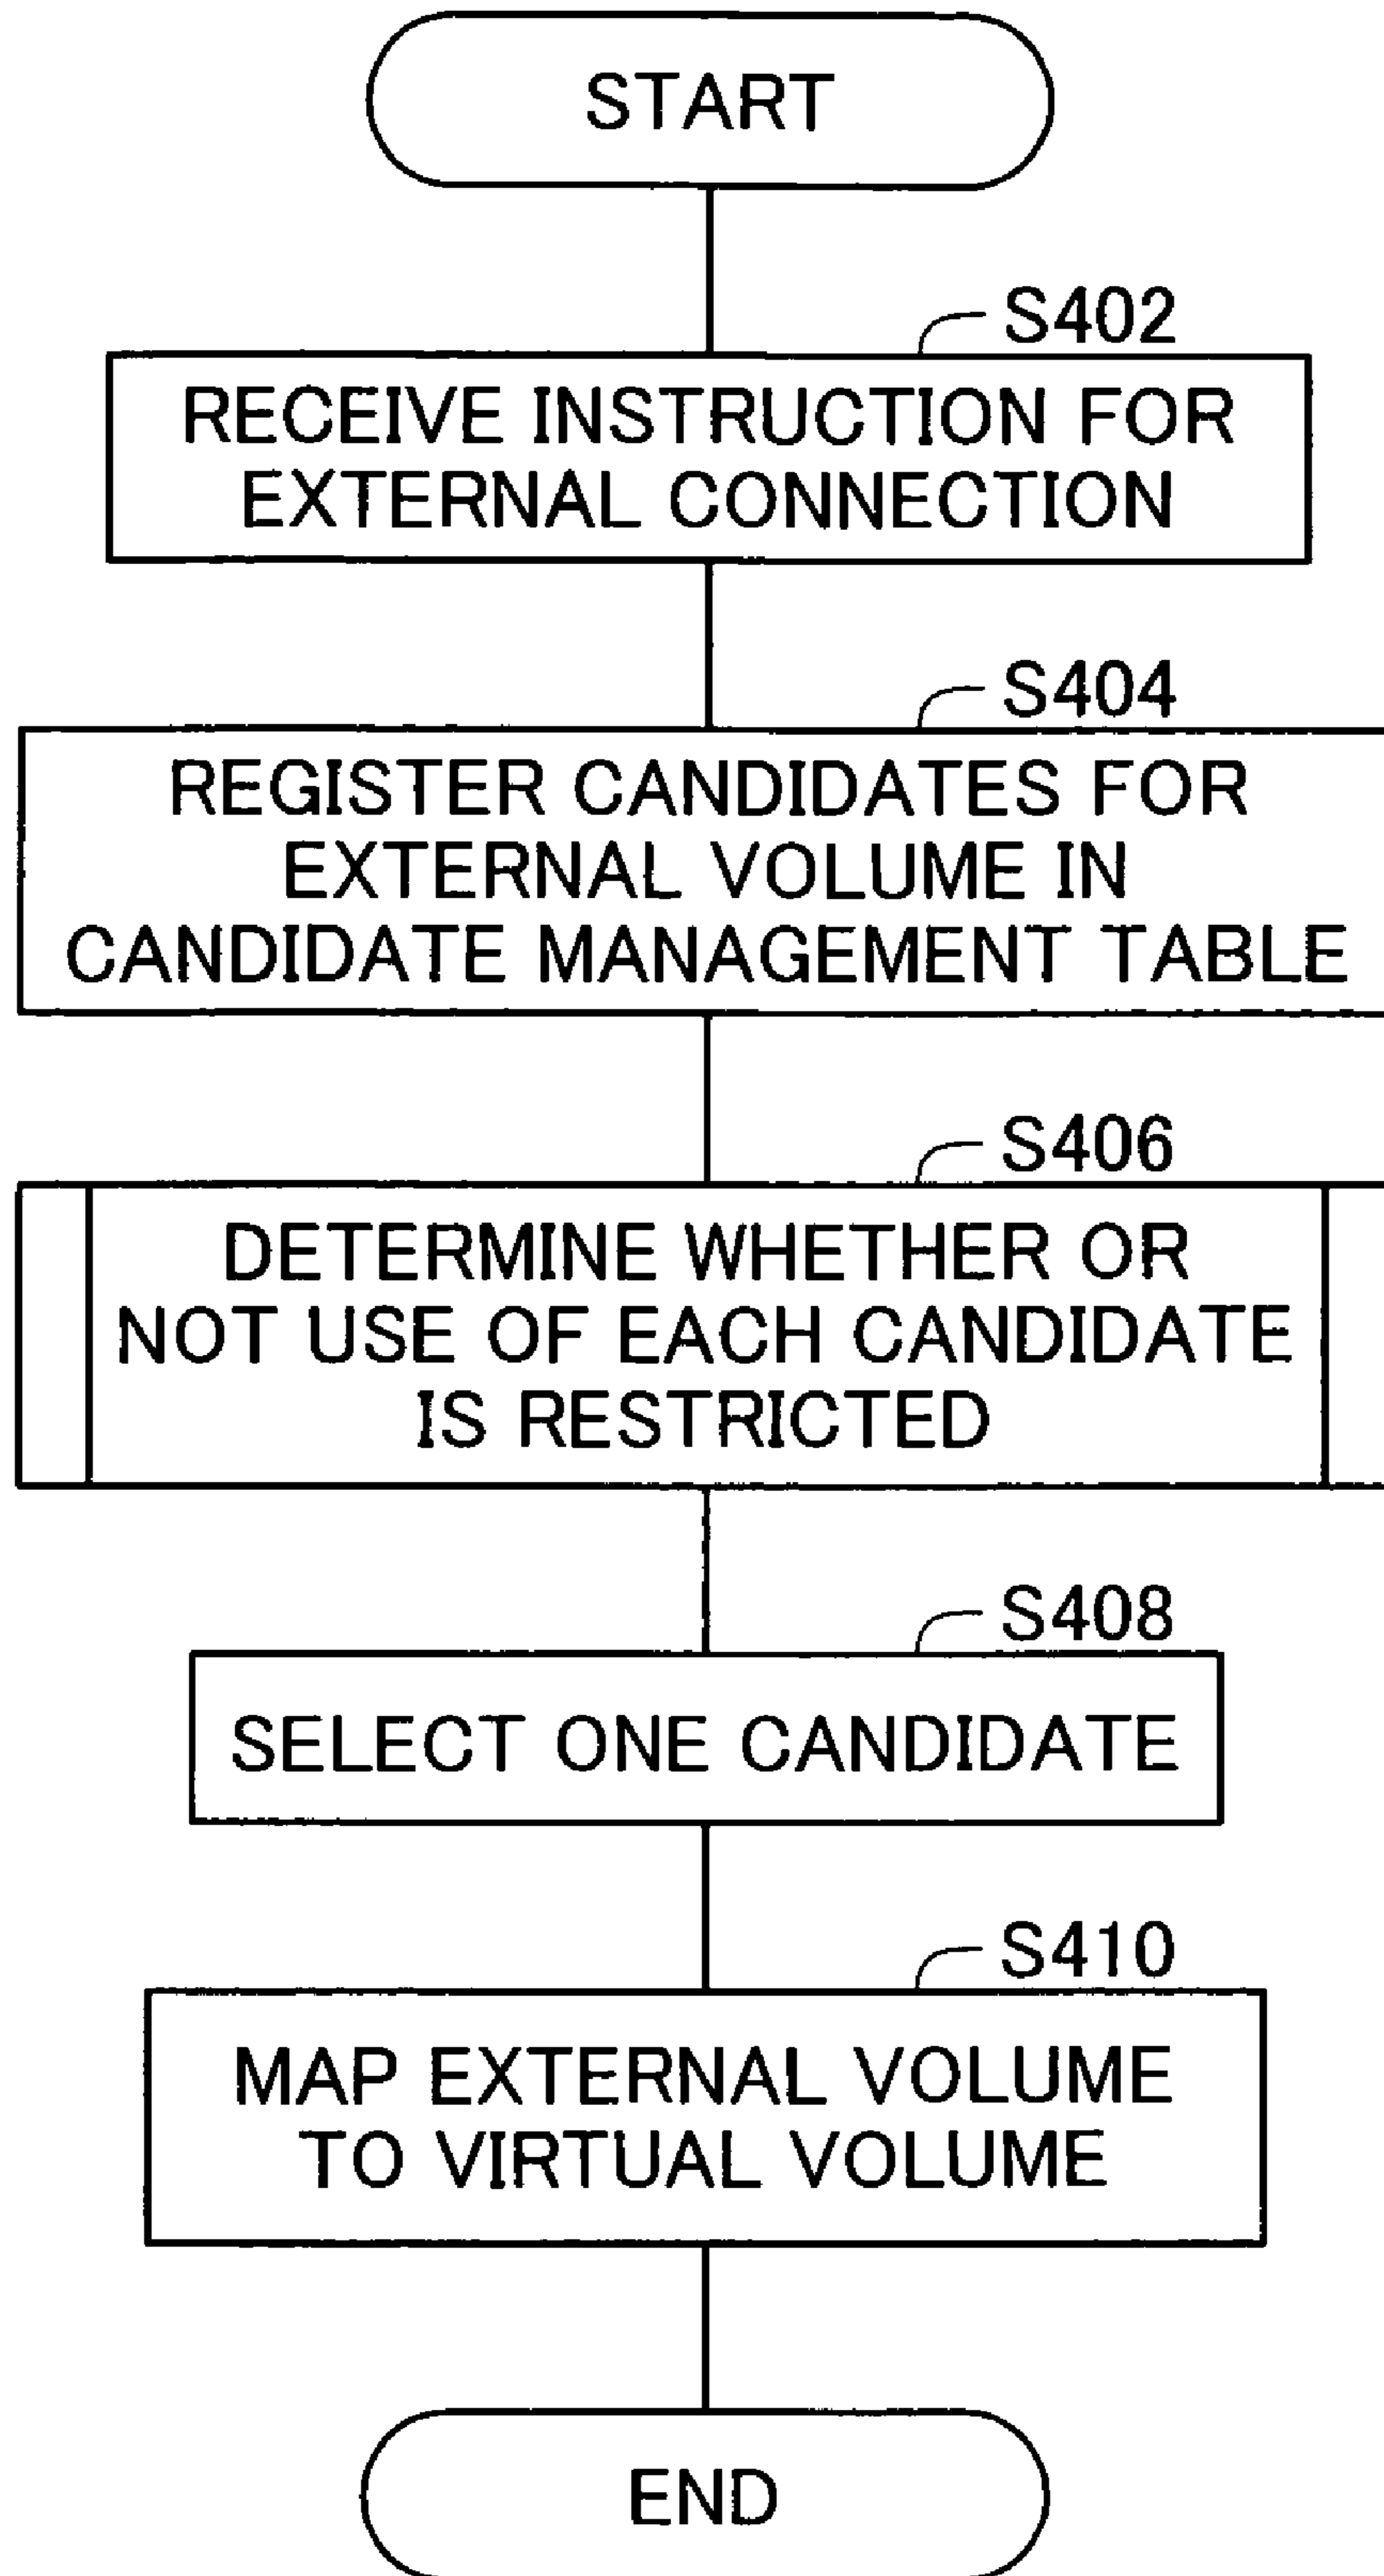 START
S402
RECEIVE INSTRUCTION FOR
EXTERNAL CONNECTION
S404
REGISTER CANDIDATES FOR
EXTERNAL VOLUME IN
CANDIDATE MANAGEMENT TABLE
S406
DETERMINE WHETHER OR
NOT USE OF EACH CANDIDATE
IS RESTRICTED
S408
SELECT ONE CANDIDATE
S410
MAP EXTERNAL VOLUME
TO VIRTUAL VOLUME
END